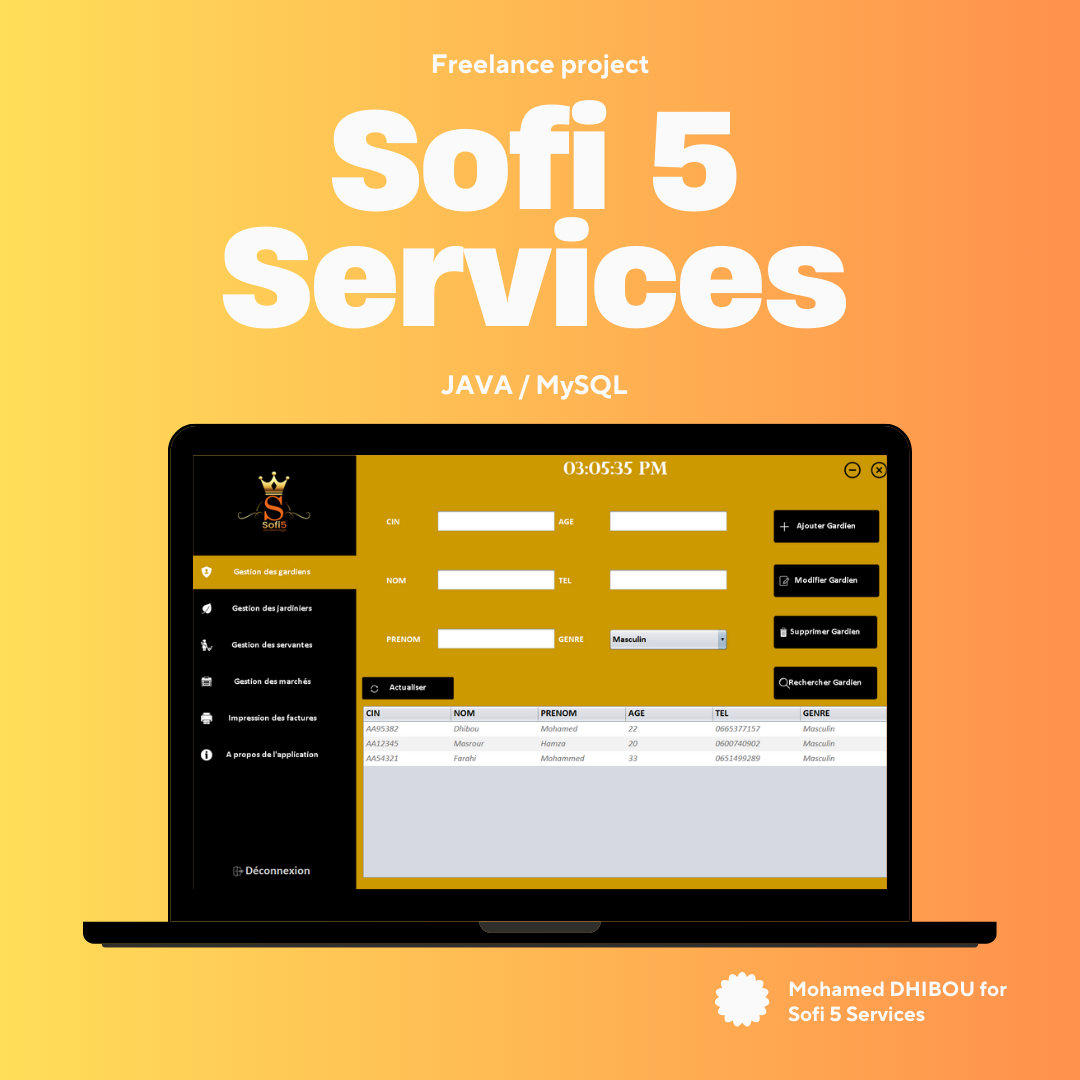 Freelance project
Sofi 5
Services
JAVA / MySQL
03:05:35 PM
S
Sofi5
Gestion des gardiens
Gestion des jardiniers
Gestion des servantes
Gestion des marchés
Impression des factures
A propos de l'application
Déconnexion
CIN AGE
NOM TEL
PRENOM GENRE Masculin
Ajouter Gardien
Modifier Gardien
Supprimer Gardien
Rechercher Gardien
Actualiser
CIN NOM PRENOM AGE TEL GENRE
AA95382 Dhibou Mohamed 22 0665377157 Masculin
AA12345 Masrour Hamza 20 0600740902 Masculin
AA54321 Farahi Mohammed 33 0651499289 Masculin
Mohamed DHIBOU for
Sofi 5 Services